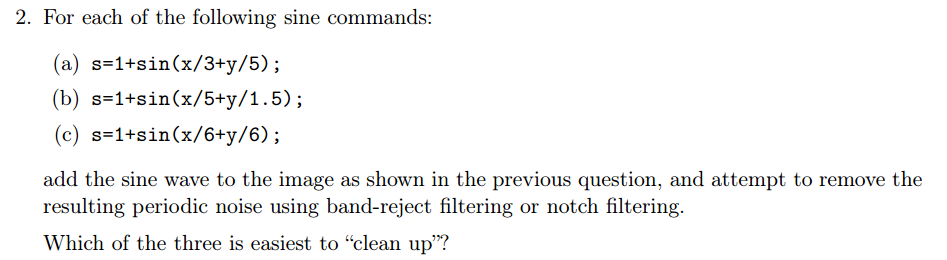 2. For each of the following sine commands:
(a) s=1+sin(x/3+y/5);
(b) s=1+sin(x/5+y/1.5);
(c) s=1+sin(x/6+y/6);
add the sine wave to the image as shown in the previous question, and attempt to remove the
resulting periodic noise using band-reject filtering or notch filtering.
Which of the three is easiest to “clean up”?